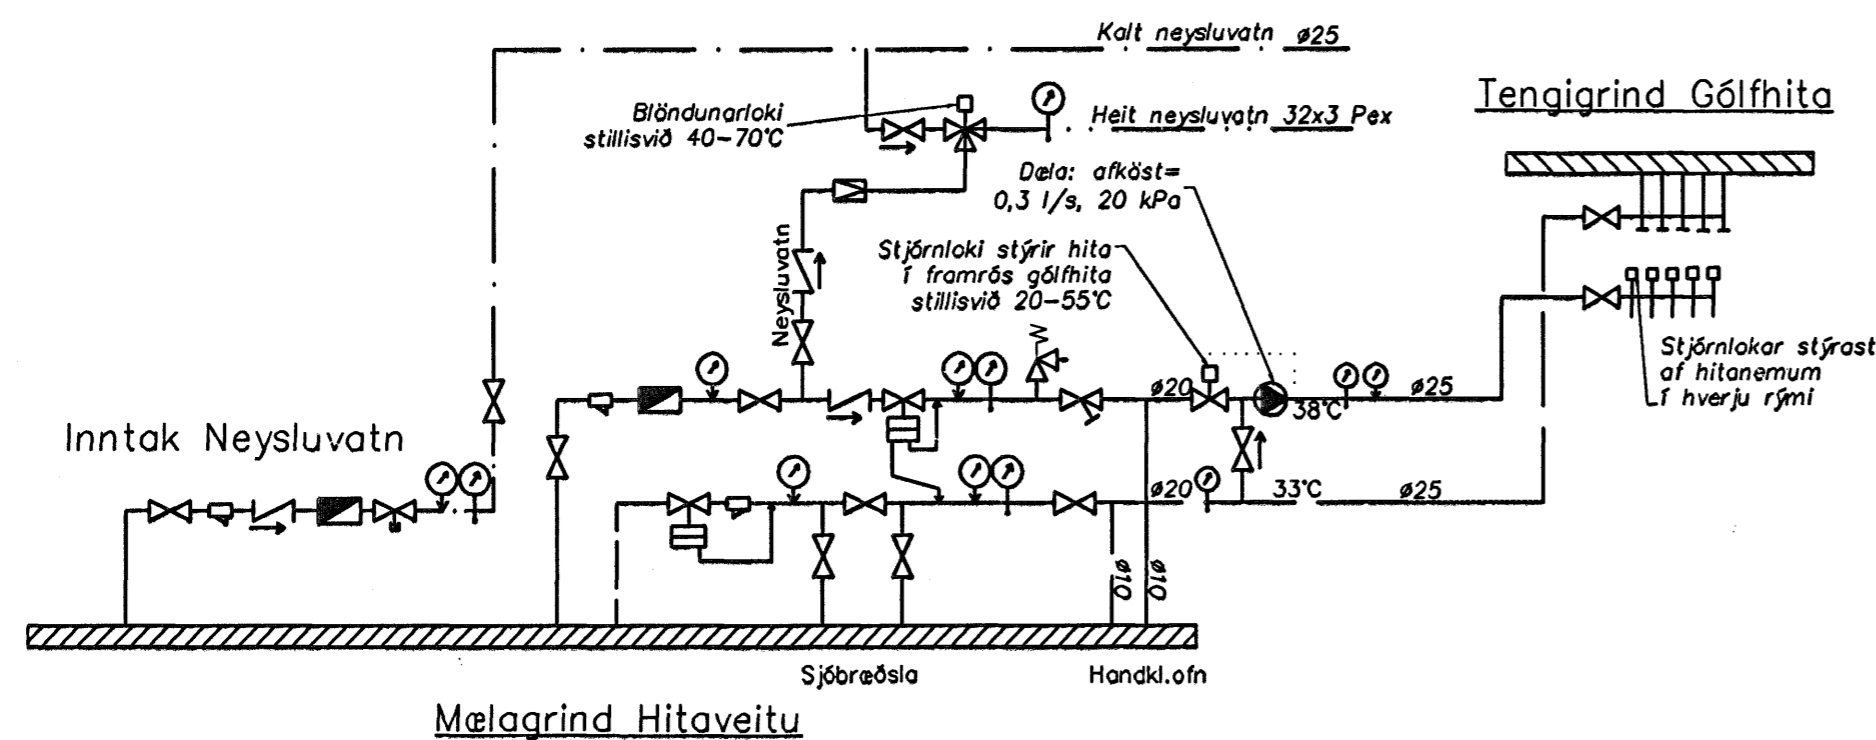 Kalt neysluvatn ø25
Tengigrind Gólfhita
Blöndunarloki
stillisvið 40-70°C
Heit neysluvatn 32x3 Pex
Dæla: afköst=
0,3 l/s, 20 kPa
Neysluvatn
Stjórnloki stýrir hita
í framrás gólfhita
stillisvið 20-55°C
Stjórnlokar stýrast
af hitanemum
í hverju rými
ø20
38°C
ø25
Inntak Neysluvatn
ø20
33°C
ø25
ø10
ø10
Sjóbræðsla
Handkl.ofn
Mælagrind Hitaveitu